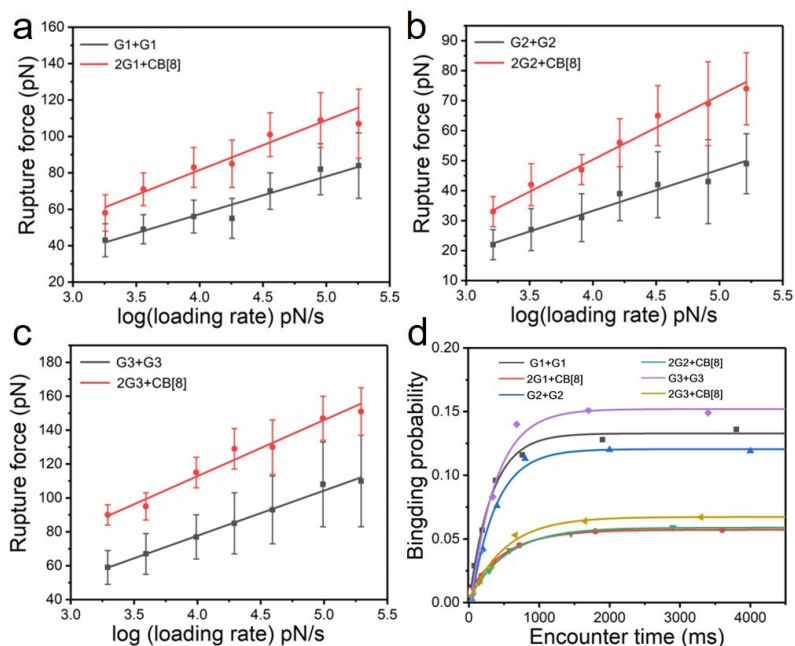 a
Rupture force (pN)
160
140
120
100
80
60
40
20
G1+G1
2G1+CB[8]
3.0 3.5 4.0 4.5 5.0 5.5
log(loading rate) pN/s
b
Rupture force (pN)
90
80
70
60
50
40
30
20
10
G2+G2
2G2+CB[8]
3.0 3.5 4.0 4.5 5.0 5.5
log(loading rate) pN/s
c
Rupture force (pN)
180
160
140
120
100
80
60
40
G3+G3
2G3+CB[8]
3.0 3.5 4.0 4.5 5.0 5.5
log (loading rate) pN/s
d
Bingding probability
0.20
0.15
0.10
0.05
0.00
G1+G1
2G1+CB[8]
G2+G2
2G2+CB[8]
G3+G3
2G3+CB[8]
0 1000 2000 3000 4000
Encounter time (ms)